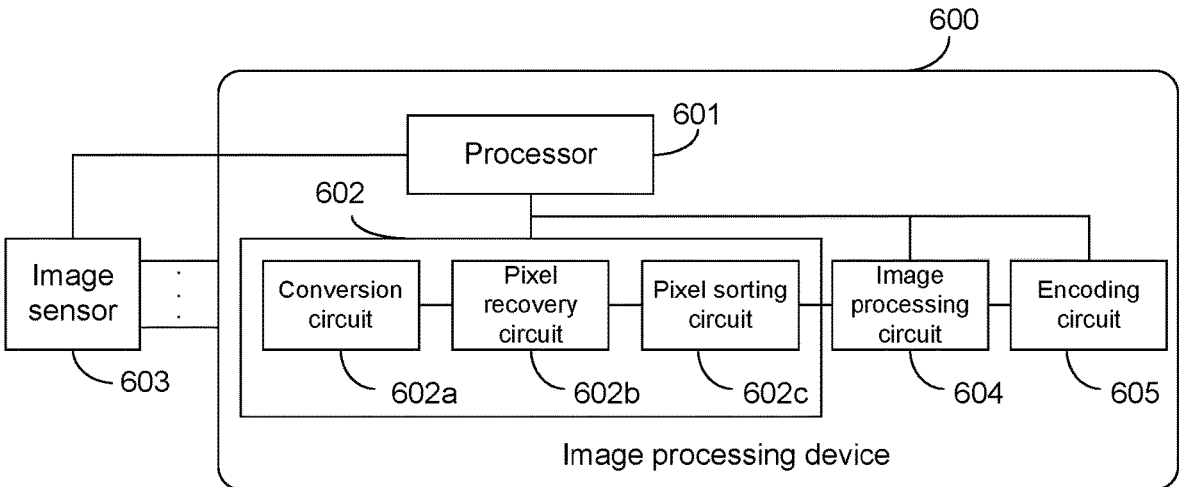 600
Processor
601
602
Image
sensor
603
Conversion
circuit
602a
Pixel
recovery
circuit
602b
Pixel sorting
circuit
602c
Image
processing
circuit
604
Encoding
circuit
605
Image processing device